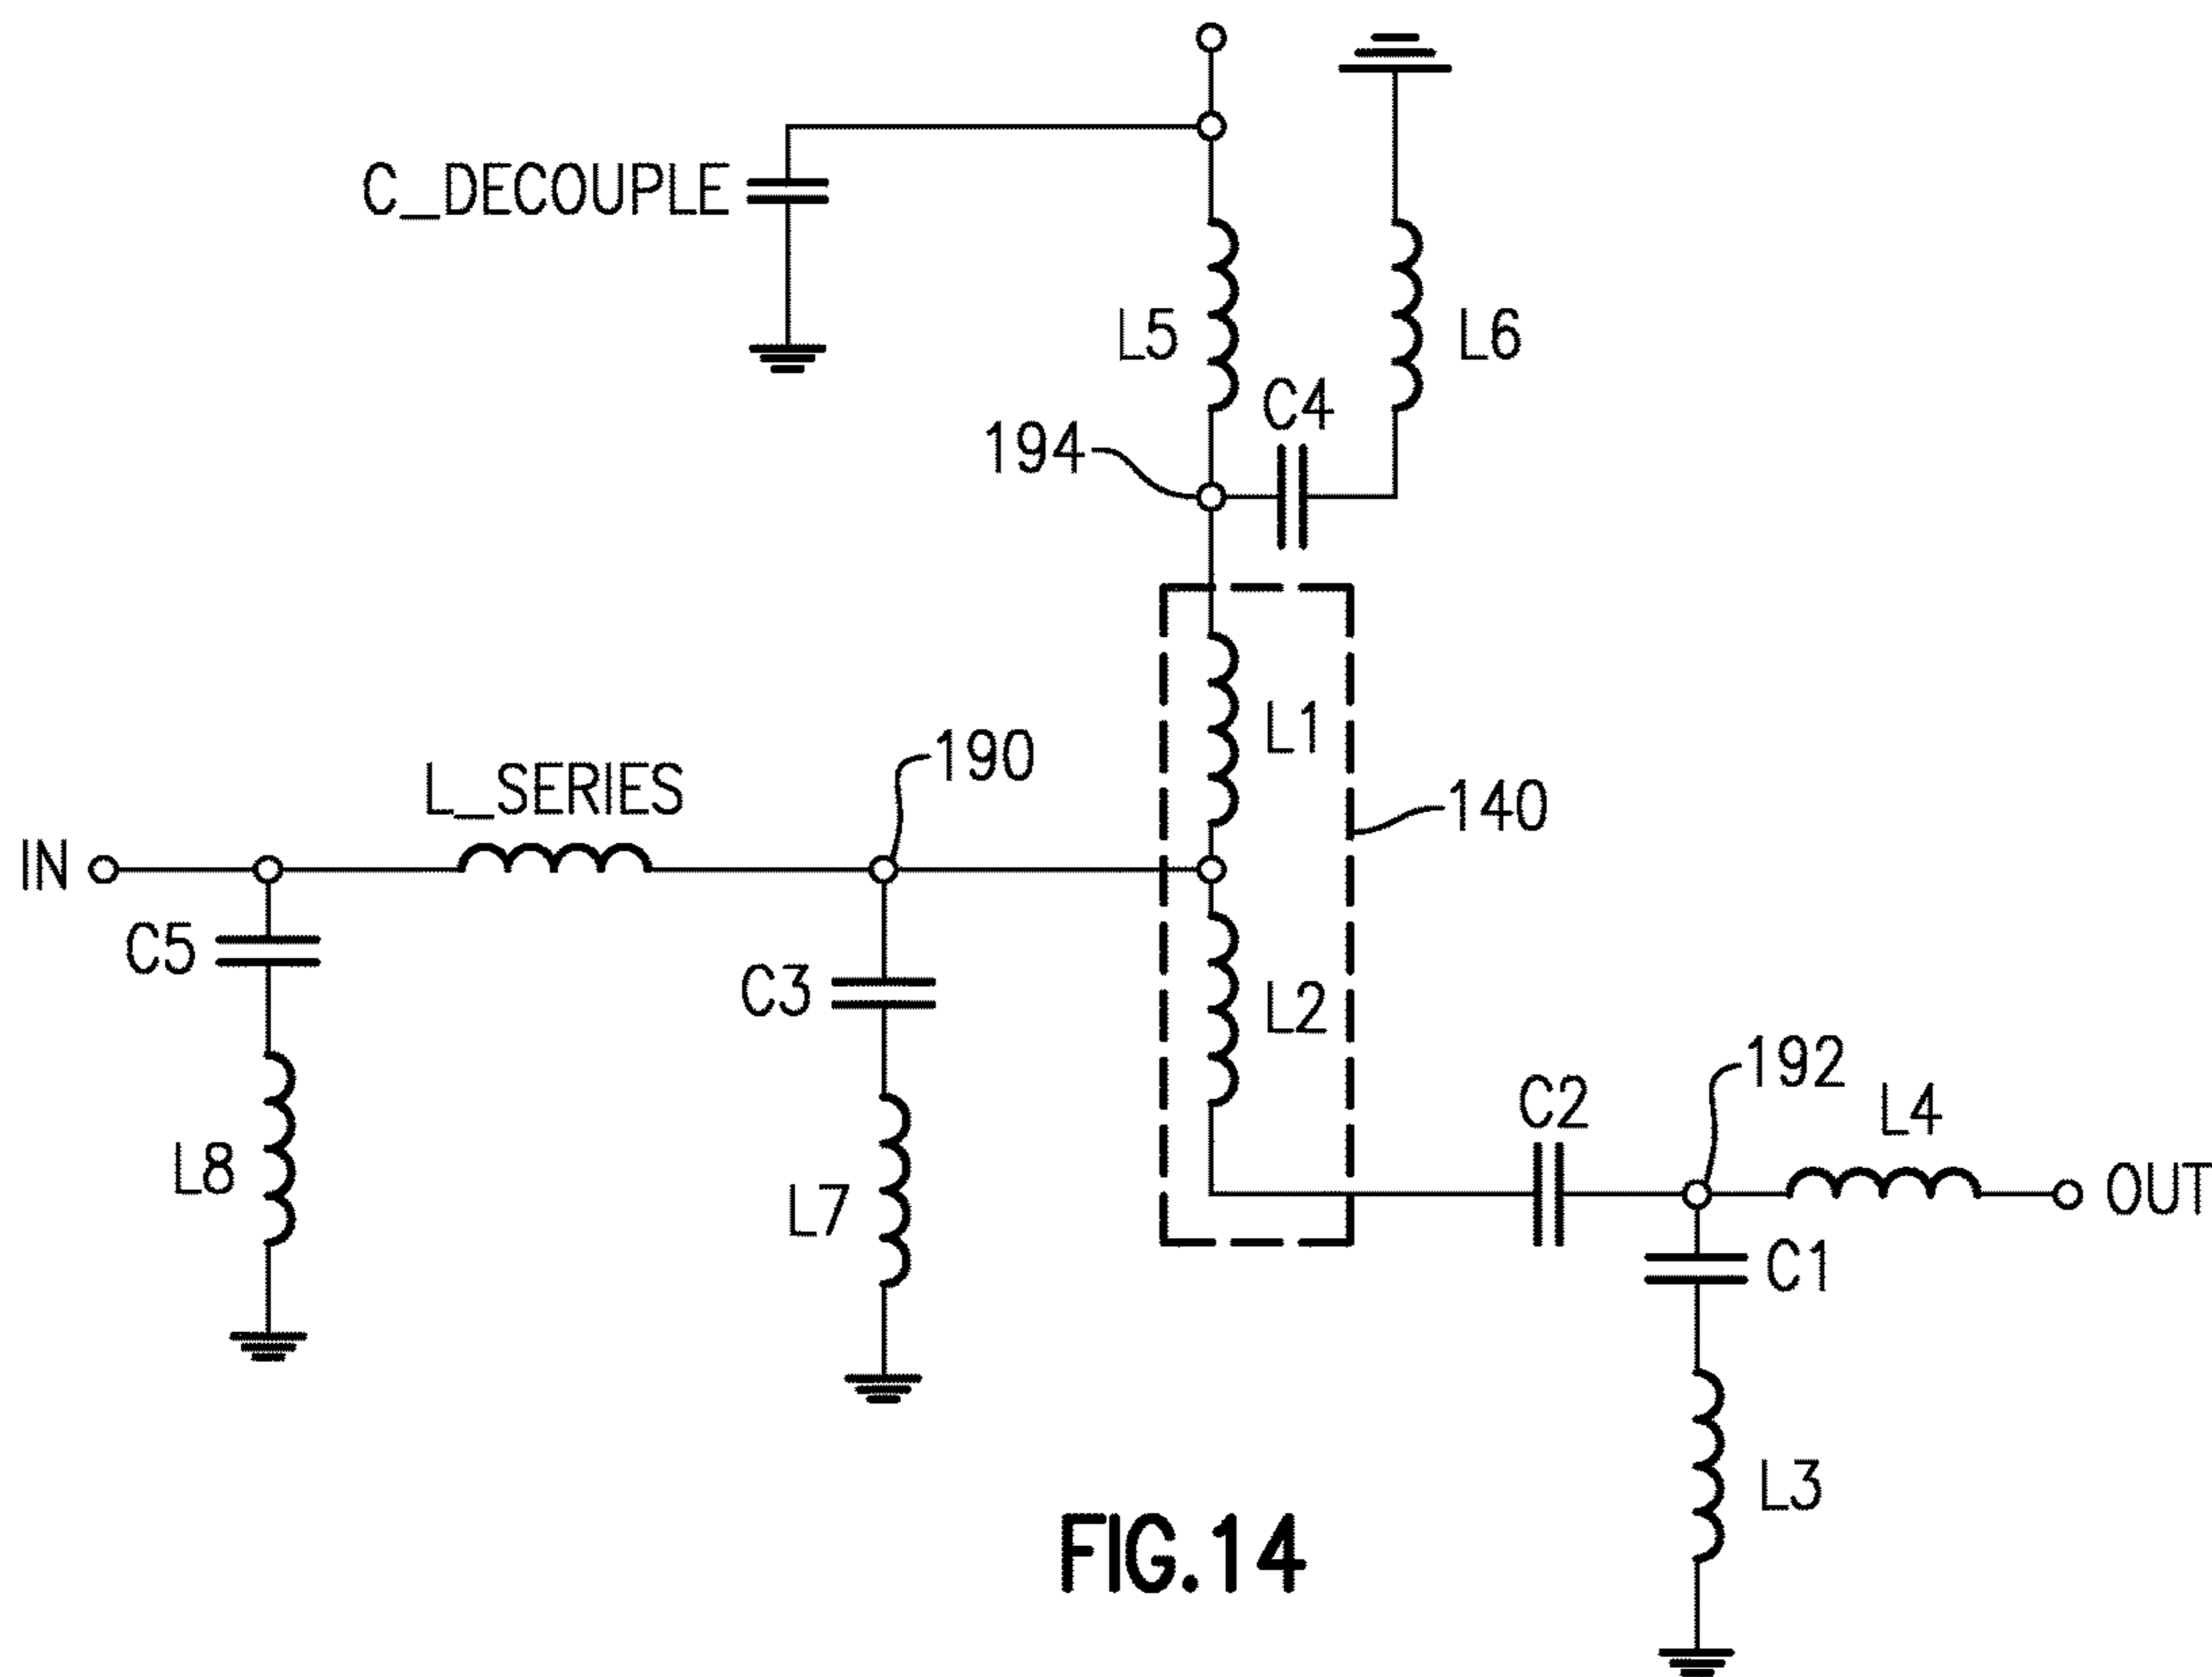 C_DECOUPLE
L5
L6
C4
194
L1
190
L_SERIES
140
IN
C5
C3
L2
192
C2
L4
L8
L7
OUT
C1
L3
FIG.14